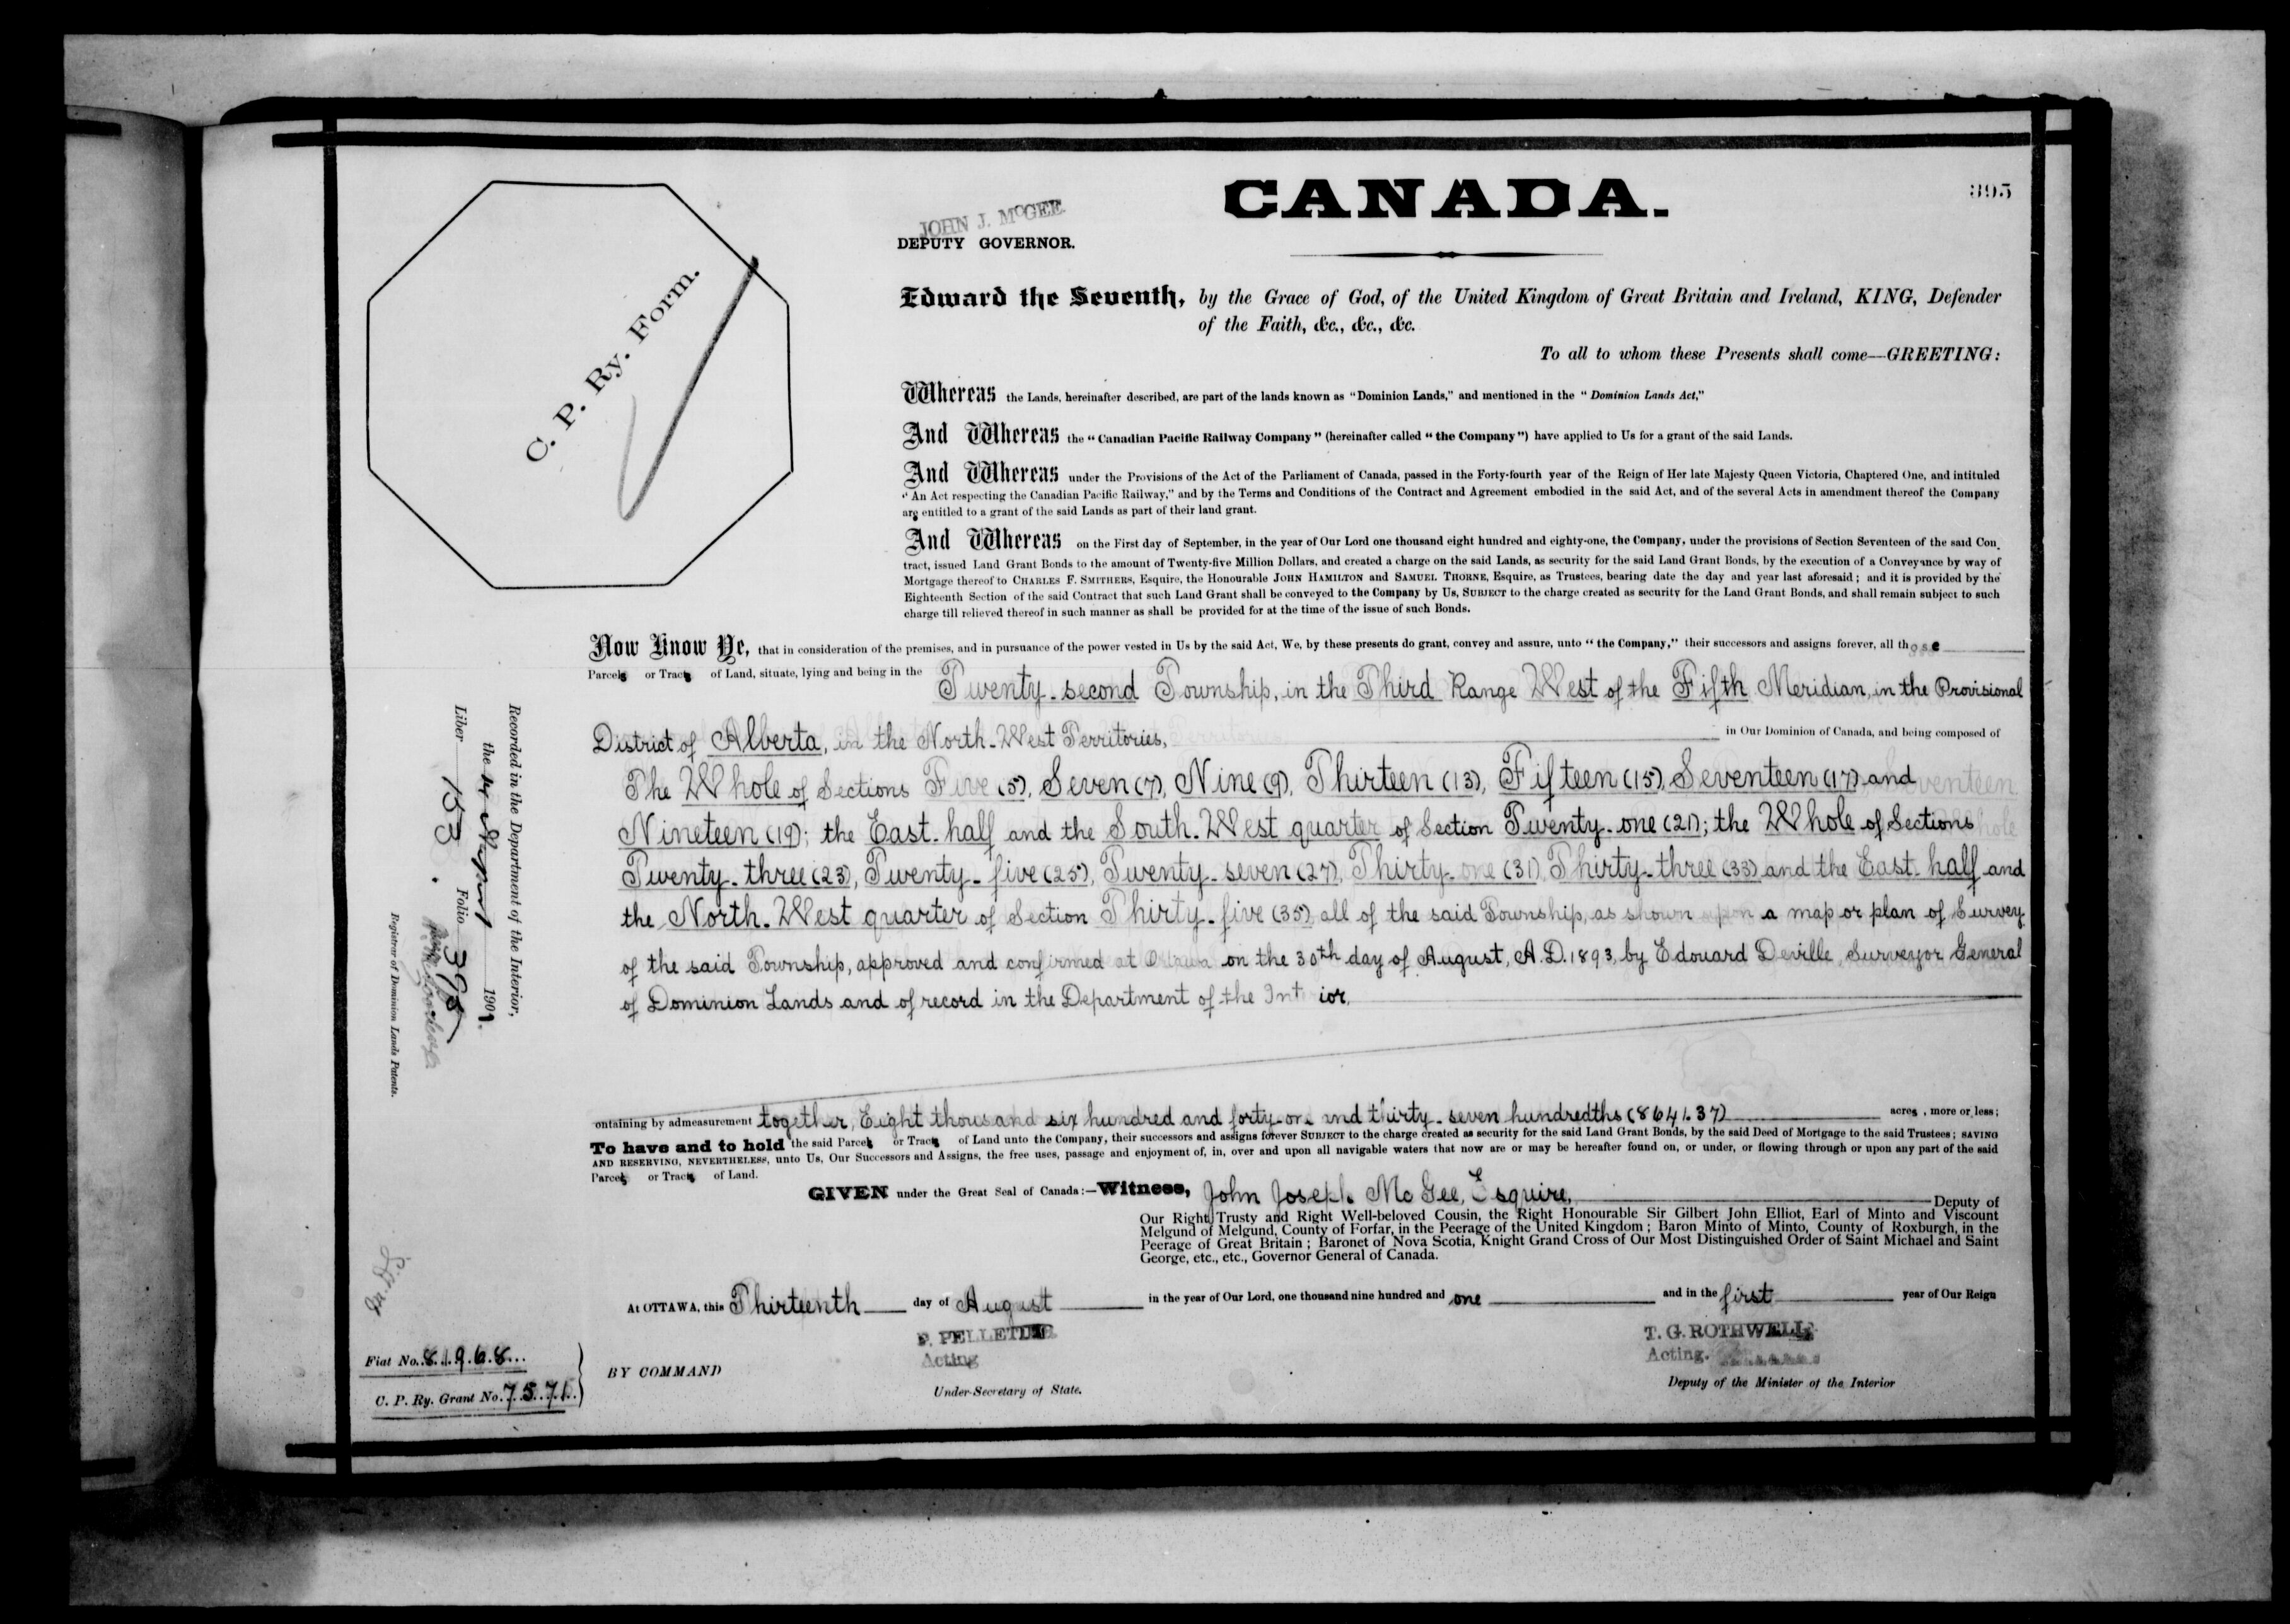 CANADA.
395
JOHN J. McGEE
DEPUTY GOVERNOR.
C. P. Ry. Form.
Edward the Seventh, by the Grace of God, of the United Kingdom of Great Britain and Ireland, KING, Defender
of the Faith, &c., &c., &c.
To all to whom these Presents shall come—GREETING:
Whereas the Lands, hereinafter described, are part of the lands known as "Dominion Lands," and mentioned in the "Dominion Lands Act,"
And Whereas the "Canadian Pacific Railway Company" (hereinafter called "the Company") have applied to Us for a grant of the said Lands.
And Whereas under the Provisions of the Act of the Parliament of Canada, passed in the Forty-fourth year of the Reign of Her late Majesty Queen Victoria, Chaptered One, and intituled
"An Act respecting the Canadian Pacific Railway," and by the Terms and Conditions of the Contract and Agreement embodied in the said Act, and of the several Acts in amendment thereof the Company
are entitled to a grant of the said Lands as part of their land grant.
And Whereas on the First day of September, in the year of Our Lord one thousand eight hundred and eighty-one, the Company, under the provisions of Section Seventeen of the said Con-
tract, issued Land Grant Bonds to the amount of Twenty-five Million Dollars, and created a charge on the said Lands, as security for the said Land Grant Bonds, by the execution of a Conveyance by way of
Mortgage thereof to CHARLES F. SMITHERS, Esquire, the Honourable JOHN HAMILTON and SAMUEL THORNE, Esquire, as Trustees, bearing date the day and year last aforesaid; and it is provided by the
Eighteenth Section of the said Contract that such Land Grant shall be conveyed to the Company by Us, SUBJECT to the charge created as security for the Land Grant Bonds, and shall remain subject to such
charge till relieved thereof in such manner as shall be provided for at the time of the issue of such Bonds.
Now Know Ye, that in consideration of the premises, and in pursuance of the power vested in Us by the said Act, We, by these presents do grant, convey and assure, unto "the Company," their successors and assigns forever, all those
Parcels or Tracts of Land, situate, lying and being in the Twenty-second Township, in the Third Range West of the Fifth Meridian, in the Provisional
District of Alberta, in the North-West Territories, in Our Dominion of Canada, and being composed of
The Whole of Sections Five (5), Seven (7), Nine (9), Thirteen (13), Fifteen (15), Seventeen (17) and
Nineteen (19); the East-half and the South-West quarter of Section Twenty-one (21); the Whole of Sections
Twenty-three (23), Twenty-five (25), Twenty-seven (27), Thirty-one (31), Thirty-three (33) and the East-half and
the North-West quarter of Section Thirty-five (35), all of the said Township, as shown upon a map or plan of Survey
of the said Township, approved and confirmed at Ottawa on the 30th day of August, A.D. 1893, by Edouard Deville, Surveyor General
of Dominion Lands and of record in the Department of the Interior,
ontaining by admeasurement together, Eight thousand six hundred and forty-one and thirty-seven hundredths (8641.37) acres, more or less;
To have and to hold the said Parcels or Tracts of Land unto the Company, their successors and assigns forever SUBJECT to the charge created as security for the said Land Grant Bonds, by the said Deed of Mortgage to the said Trustees; SAVING
AND RESERVING, NEVERTHELESS, unto Us, Our Successors and Assigns, the free uses, passage and enjoyment of, in, over and upon all navigable waters that now are or may be hereafter found on, or under, or flowing through or upon any part of the said
Parcels or Tracts of Land.
GIVEN under the Great Seal of Canada:—Witness, John Joseph McGee, Esquire, Deputy of
Our Right Trusty and Right Well-beloved Cousin, the Right Honourable Sir Gilbert John Elliot, Earl of Minto and Viscount
Melgund of Melgund, County of Forfar, in the Peerage of the United Kingdom; Baron Minto of Minto, County of Roxburgh, in the
Peerage of Great Britain; Baronet of Nova Scotia, Knight Grand Cross of Our Most Distinguished Order of Saint Michael and Saint
George, etc., etc., Governor General of Canada.
At OTTAWA, this Thirteenth day of August in the year of Our Lord, one thousand nine hundred and one and in the first year of Our Reign
P. PELLETIER
Acting
Under-Secretary of State.
BY COMMAND
T. G. ROTHWELL
Acting.
Deputy of the Minister of the Interior
Recorded in the Department of the Interior,
the 1901.
Liber 153 Folio 395
Registrar of Dominion Lands Patents.
Fiat No. 81968
C. P. Ry. Grant No. 7571